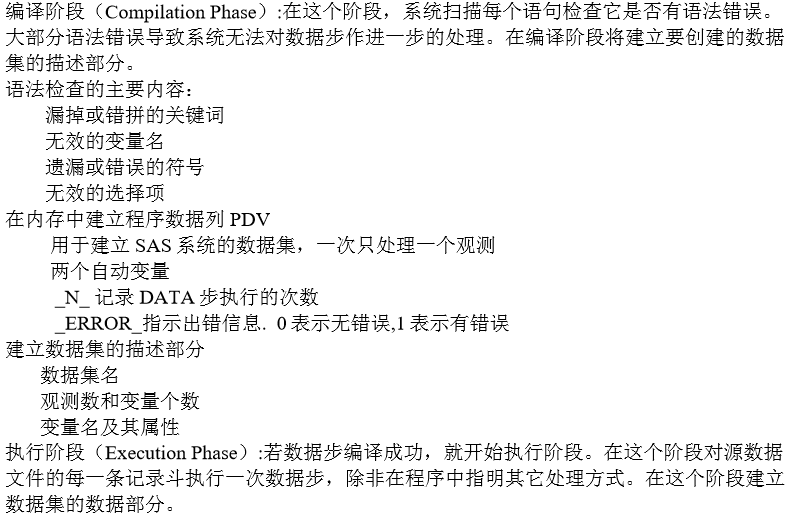 编译阶段（Compilation Phase）:在这个阶段，系统扫描每个语句检查它是否有语法错误。
大部分语法错误导致系统无法对数据步作进一步的处理。在编译阶段将建立要创建的数据
集的描述部分。
语法检查的主要内容：
漏掉或错拼的关键词
无效的变量名
遗漏或错误的符号
无效的选择项
在内存中建立程序数据列 PDV
用于建立 SAS 系统的数据集，一次只处理一个观测
两个自动变量
_N_ 记录 DATA 步执行的次数
_ERROR_指示出错信息. 0 表示无错误,1 表示有错误
建立数据集的描述部分
数据集名
观测数和变量个数
变量名及其属性
执行阶段（Execution Phase）:若数据步编译成功，就开始执行阶段。在这个阶段对源数据
文件的每一条记录斗执行一次数据步，除非在程序中指明其它处理方式。在这个阶段建立
数据集的数据部分。